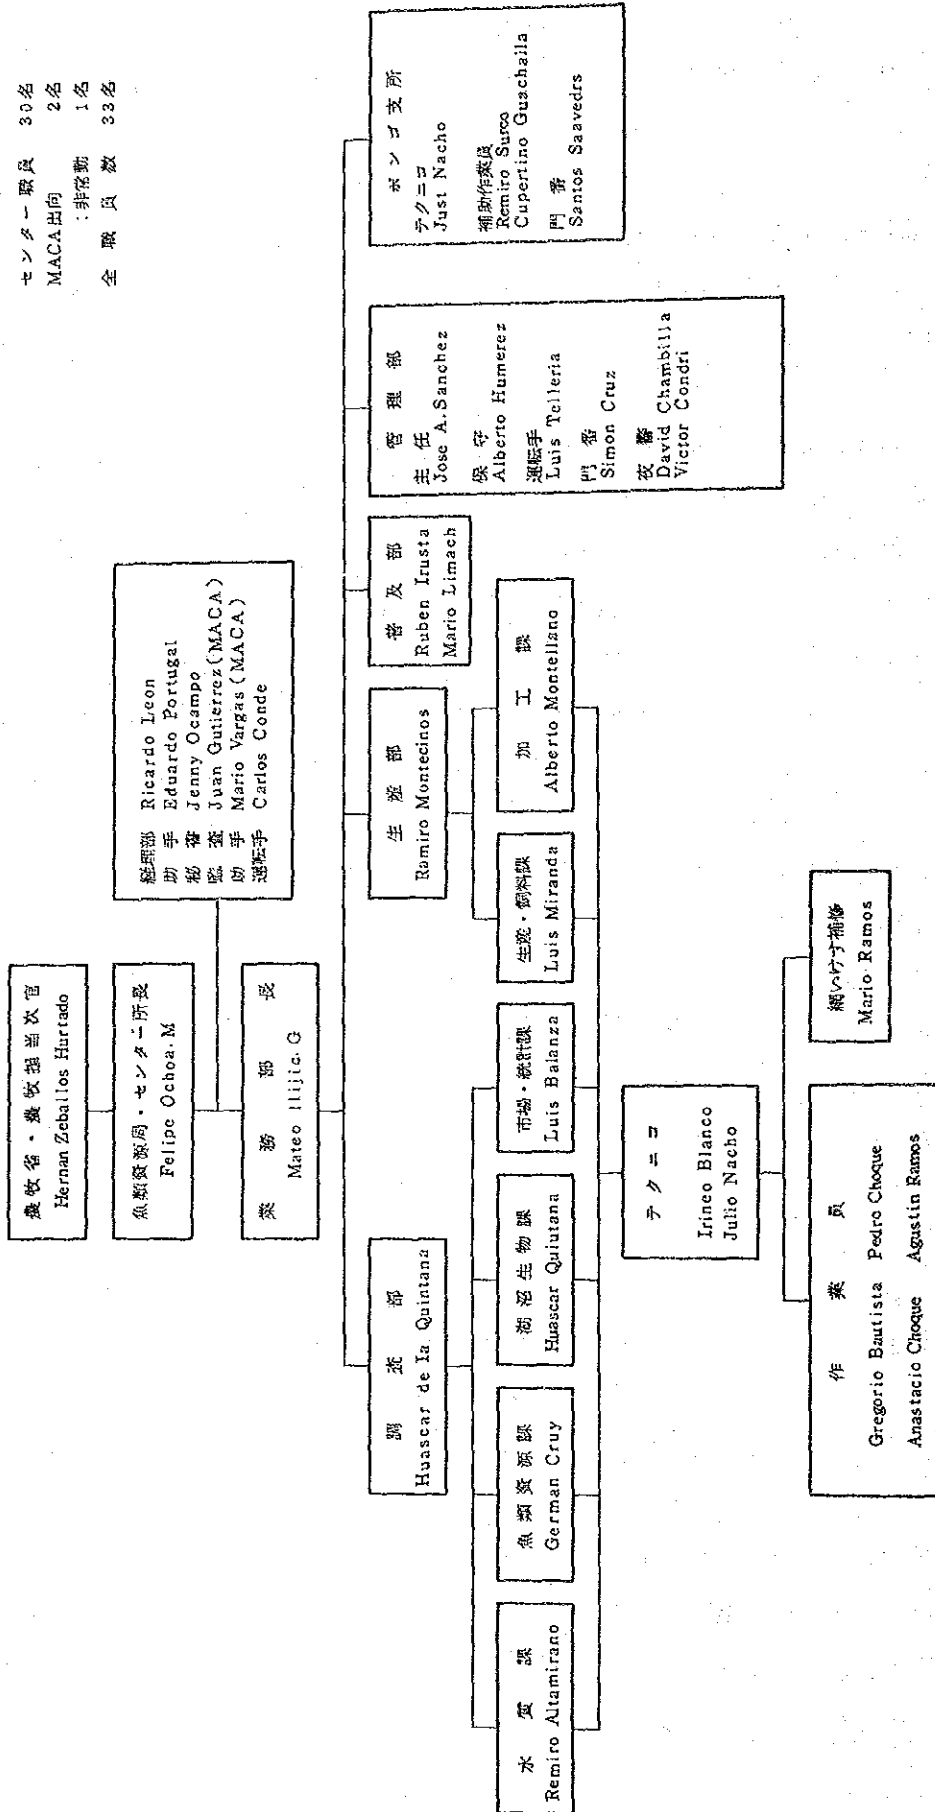 センター職員 30名
MACA出向 2名
:非常勤 1名
全職員数 33名
農牧省・農牧担当次官
Hernan Zeballos Hurtado
魚類資源局・センター所長
Felipe Ochoa. M
経理部 Ricardo Leon
助手 Eduardo Portugal
秘書 Jenny Ocampo
監査 Juan Gutierrez(MACA)
助手 Mario Vargas(MACA)
運転手 Carlos Conde
業務部長
Mateo Ilijic. G
調査部
Huascar de la Quintana
生産部
Ramiro Montecinos
普及部
Ruben Irusta
Mario Limach
管理部
主任
Jose A.Sanchez
保守
Alberto Humerez
運転手
Luis Telleria
門番
Simon Cruz
夜警
David Chambilla
Victor Condri
ポンゴ支所
テクニコ
Just Nacho
補助作業員
Remiro Surco
Cupertino Guachalla
門番
Santos Saavedrs
水質課
Remiro Altamirano
魚類資源課
German Cruy
湖沼生物課
Huascar Quiutana
市場・統計課
Luis Balanza
生産・飼料課
Luis Miranda
加工課
Alberto Montellano
テクニコ
Irineo Blanco
Julio Nacho
作業員
Gregorio Bautista Pedro Choque
Anastacio Choque Agustin Ramos
網いけす補修
Mario Ramos